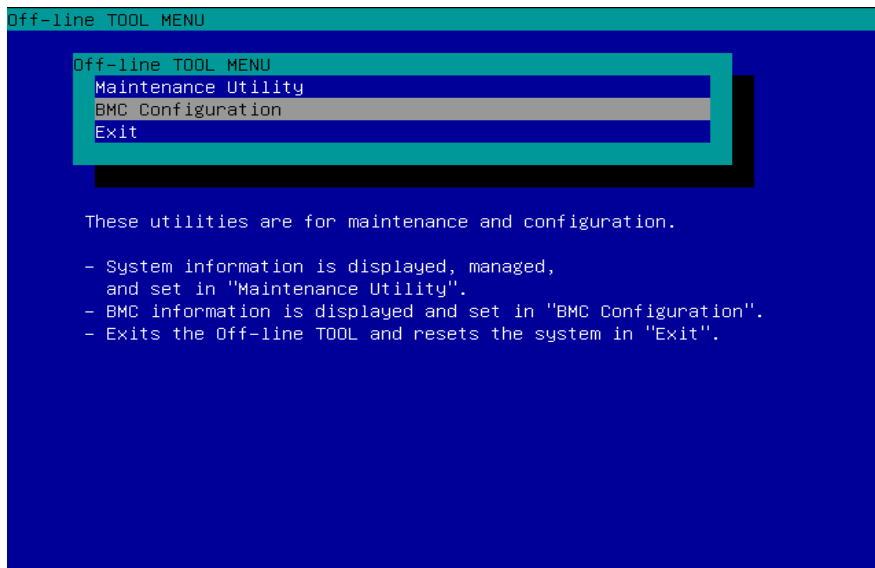 Off-line TOOL MENU
Off-line TOOL MENU
Maintenance Utility
BMC Configuration
Exit
These utilities are for maintenance and configuration.
- System information is displayed, managed,
and set in "Maintenance Utility".
- BMC information is displayed and set in "BMC Configuration".
- Exits the Off-line TOOL and resets the system in "Exit".